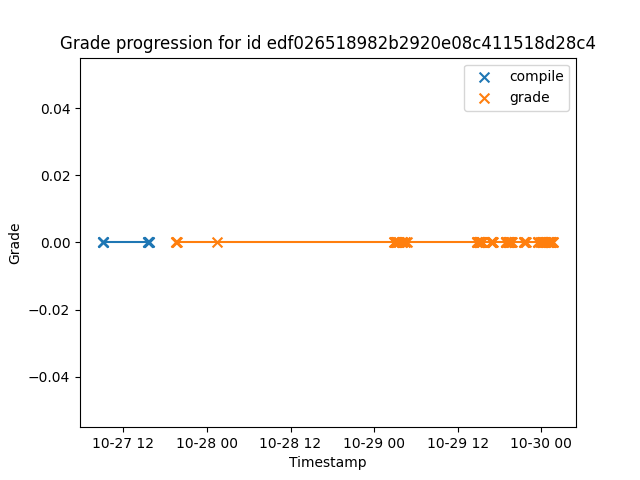 Grade progression for id edf026518982b2920e08c411518d28c4
compile
grade
0.04
0.02
0.00
−0.02
−0.04
Grade
10-27 12
10-28 00
10-28 12
10-29 00
10-29 12
10-30 00
Timestamp